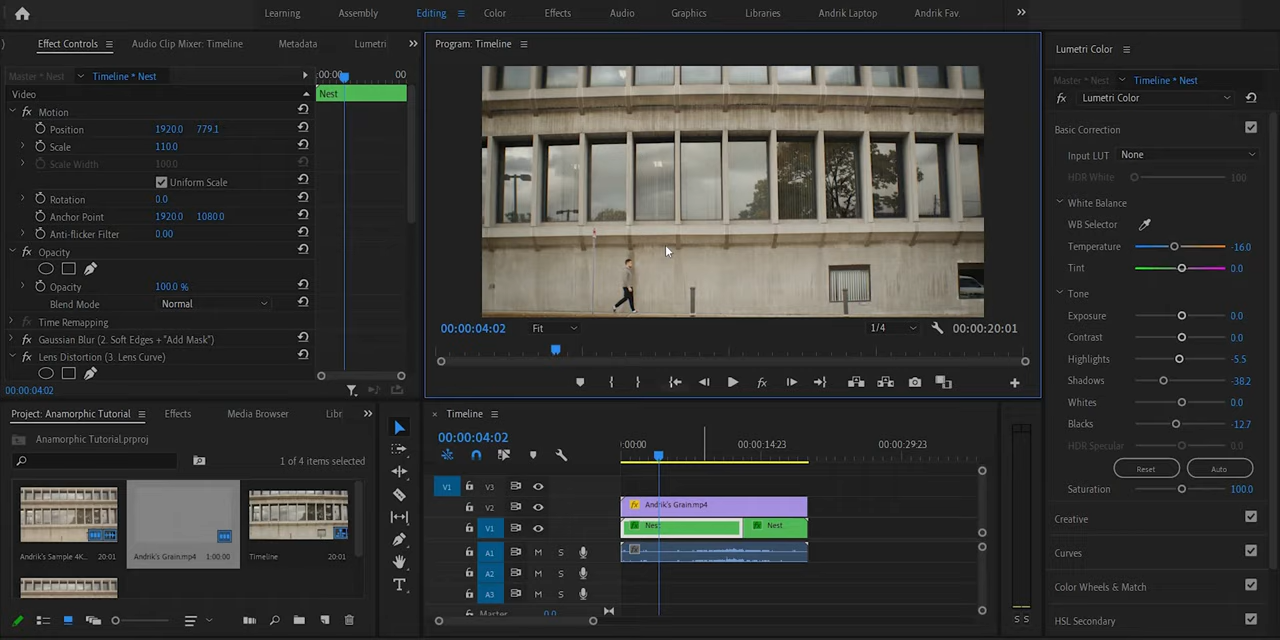 Learning Assembly Editing Color Effects Audio Graphics Libraries Andrik Laptop Andrik Fav. »
Effect Controls Audio Clip Mixer: Timeline Metadata Lumetri »
Master * Nest Timeline * Nest :00:00 00
Video Nest
fx Motion
Position 1920.0 779.1
Scale 110.0
Scale Width 100.0
Uniform Scale
Rotation 0.0
Anchor Point 1920.0 1080.0
Anti-flicker Filter 0.00
fx Opacity
Opacity 100.0 %
Blend Mode Normal
fx Time Remapping
fx Gaussian Blur (2. Soft Edges + "Add Mask")
fx Lens Distortion (3. Lens Curve)
00:00:04:02
Program: Timeline
00:00:04:02 Fit 1/4 00:00:20:01
fx
Lumetri Color
Master * Nest Timeline * Nest
fx Lumetri Color
Basic Correction
Input LUT None
HDR White 100
White Balance
WB Selector
Temperature -16.0
Tint 0.0
Tone
Exposure 0.0
Contrast 0.0
Highlights -5.5
Shadows -38.2
Whites 0.0
Blacks -12.7
HDR Specular 0.0
Reset Auto
Saturation 100.0
Creative
Curves
Color Wheels & Match
HSL Secondary
Project: Anamorphic Tutorial Effects Media Browser Libr »
Anamorphic Tutorial.prproj
1 of 4 items selected
Andrik's Sample 4K... 20:01 Andrik's Grain.mp4 1:00:00 Timeline 20:01
× Timeline
00:00:04:02 :00:00 00:00:14:23 00:00:29:23
V1 V3
V2 fx Andrik's Grain.mp4
V1 V1 fx Nest fx Nest
A1 A1 M S
A2 A2 M S
A3 A3 M S
Master 0.0
S S